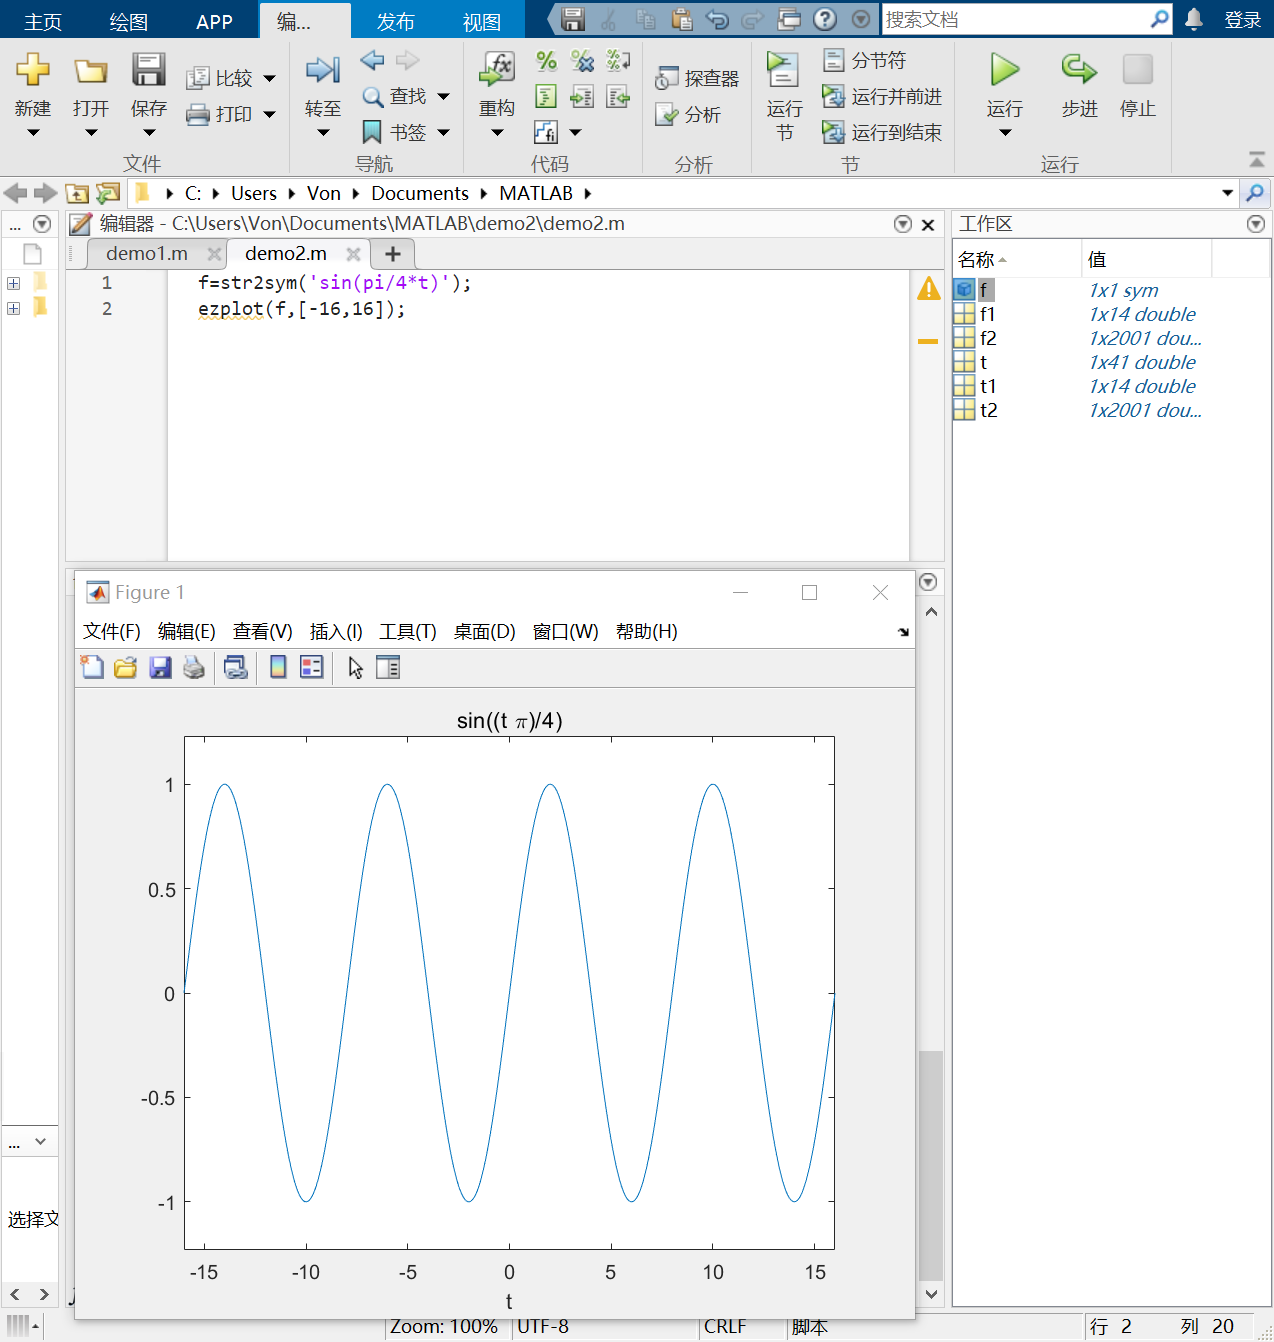 主页 绘图 APP 编... 发布 视图 搜索文档 登录
新建 打开 保存 比较 打印 转至 查找 书签 重构 探查器 分析 运行节 分节符 运行并前进 运行到结束 运行 步进 停止
文件 导航 代码 分析 节 运行
C: Users Von Documents MATLAB
... 编辑器 - C:\Users\Von\Documents\MATLAB\demo2\demo2.m 工作区
demo1.m demo2.m
名称 值
1 f=str2sym('sin(pi/4*t)');
2 ezplot(f,[-16,16]);
f 1x1 sym
f1 1x14 double
f2 1x2001 dou...
t 1x41 double
t1 1x14 double
t2 1x2001 dou...
Figure 1
文件(F) 编辑(E) 查看(V) 插入(I) 工具(T) 桌面(D) 窗口(W) 帮助(H)
sin((t π)/4)
1
0.5
0
-0.5
-1
-15 -10 -5 0 5 10 15
t
...
选择文
Zoom: 100% UTF-8 CRLF 脚本 行 2 列 20